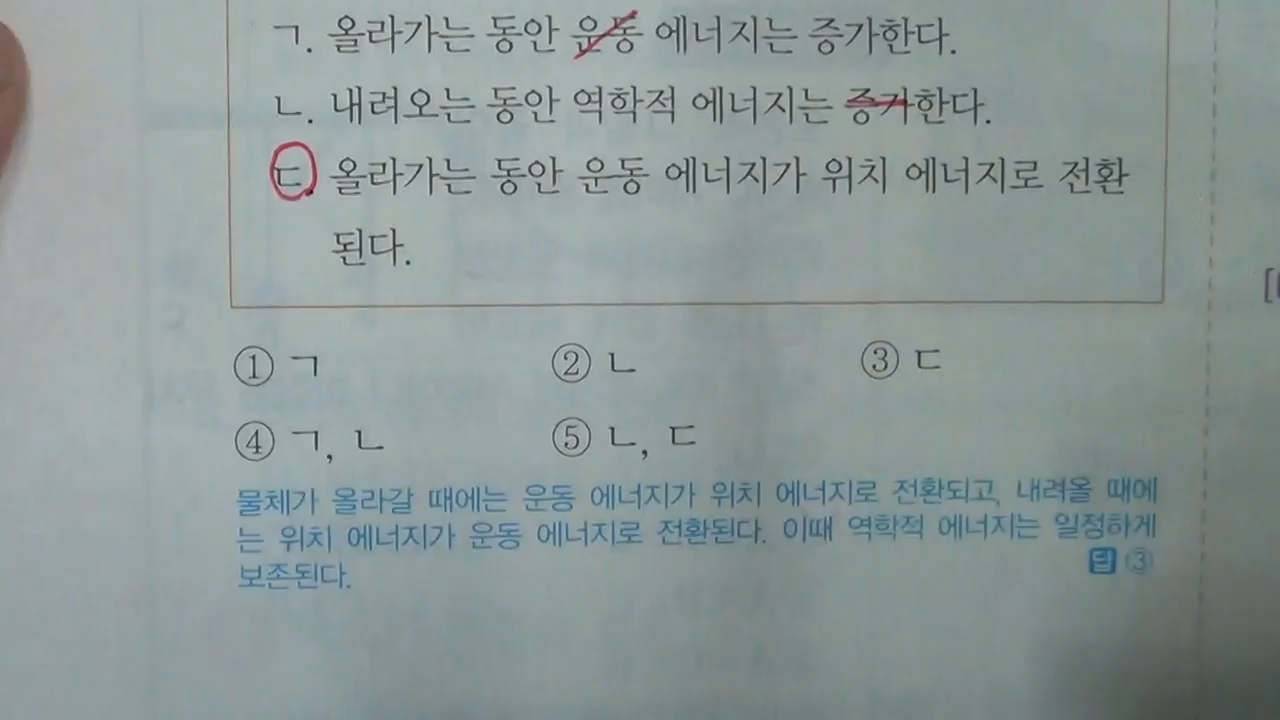 ㄱ. 올라가는 동안 운동 에너지는 증가한다.
ㄴ. 내려오는 동안 역학적 에너지는 증가한다.
ㄷ. 올라가는 동안 운동 에너지가 위치 에너지로 전환
된다.
① ㄱ ② ㄴ ③ ㄷ
④ ㄱ, ㄴ ⑤ ㄴ, ㄷ
물체가 올라갈 때에는 운동 에너지가 위치 에너지로 전환되고, 내려올 때에
는 위치 에너지가 운동 에너지로 전환된다. 이때 역학적 에너지는 일정하게
보존된다. 답 ③